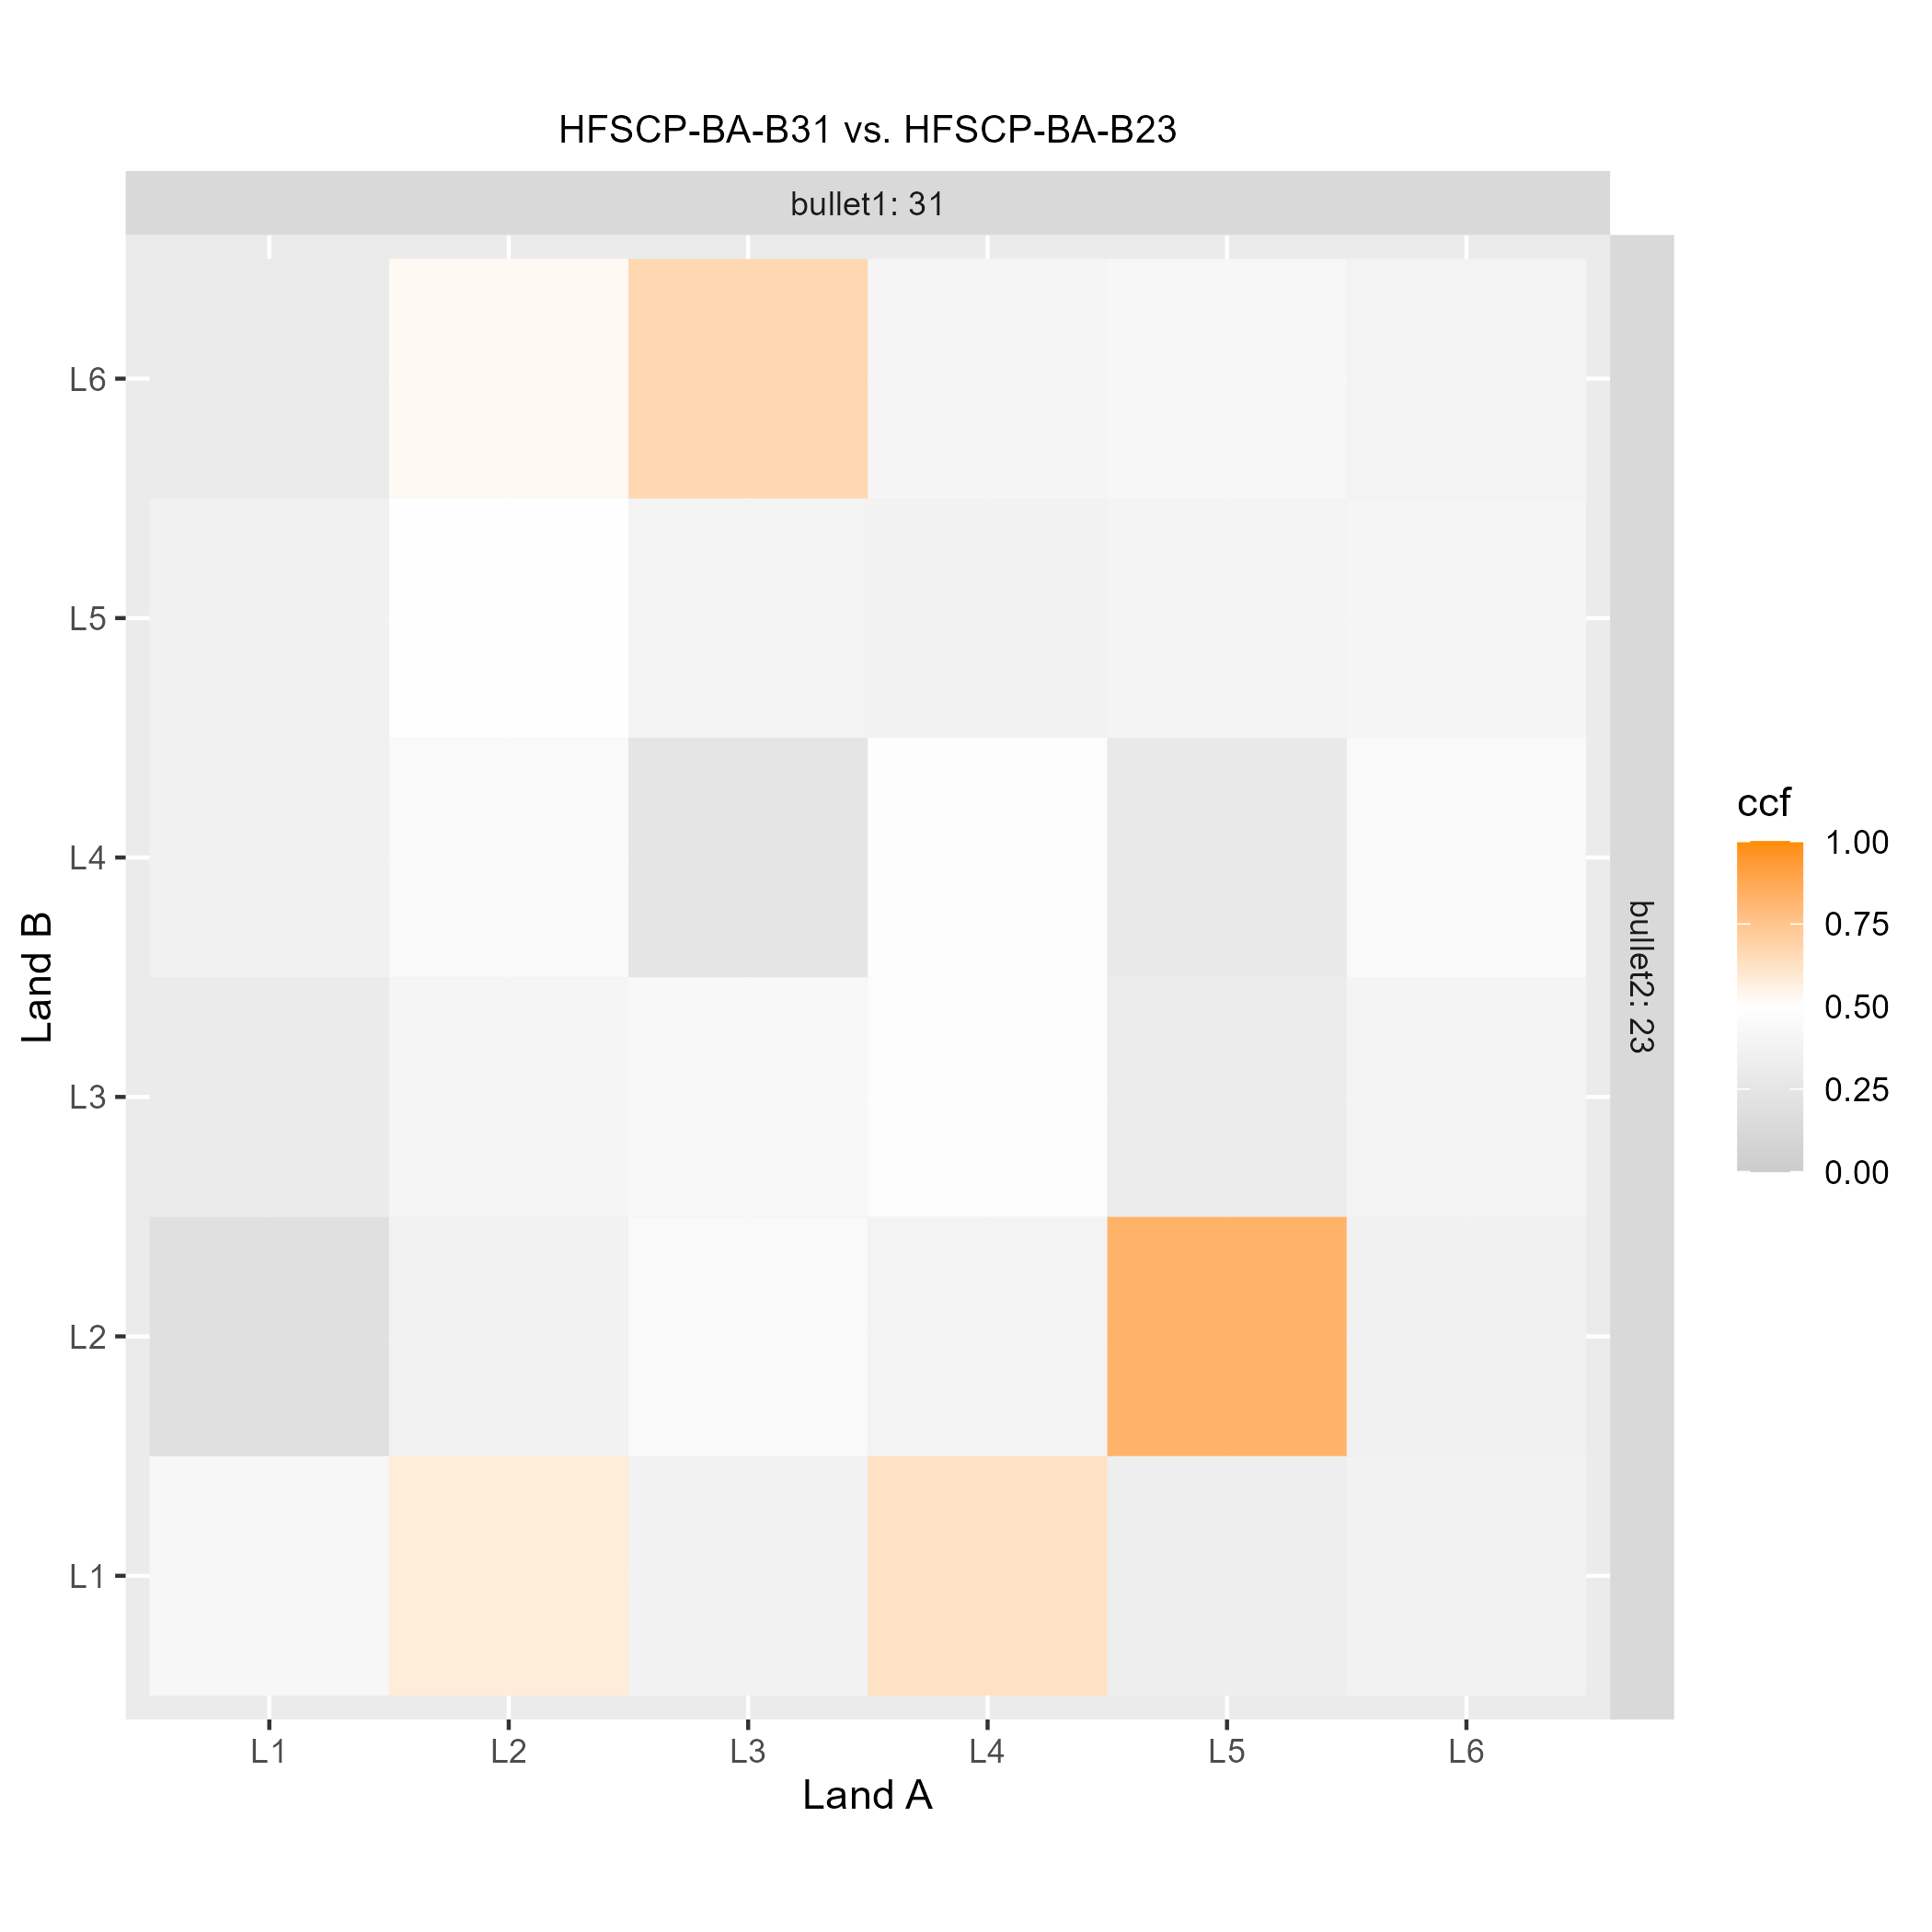 HFSCP-BA-B31 vs. HFSCP-BA-B23
bullet1: 31
L6
L5
L4
L3
L2
L1
Land B
bullet2: 23
ccf
1.00
0.75
0.50
0.25
0.00
L1
L2
L3
L4
L5
L6
Land A